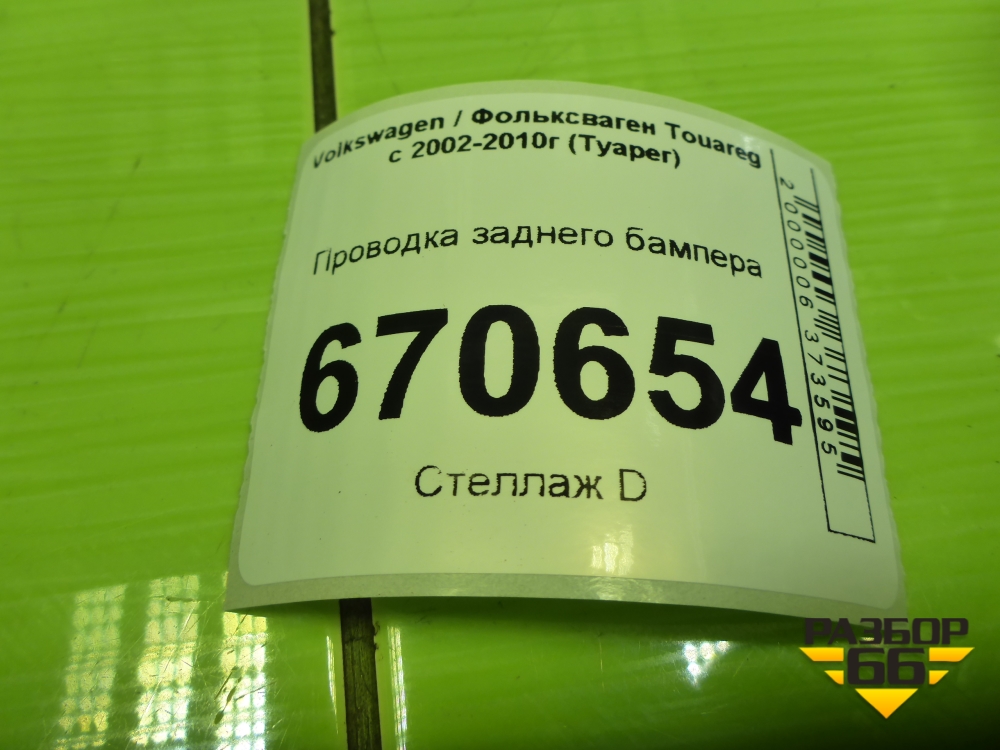 Volkswagen / Фольксваген Touareg
с 2002-2010г (Туарег)
Проводка заднего бампера
670654
Стеллаж D
2000006373595
РАЗБОР
66